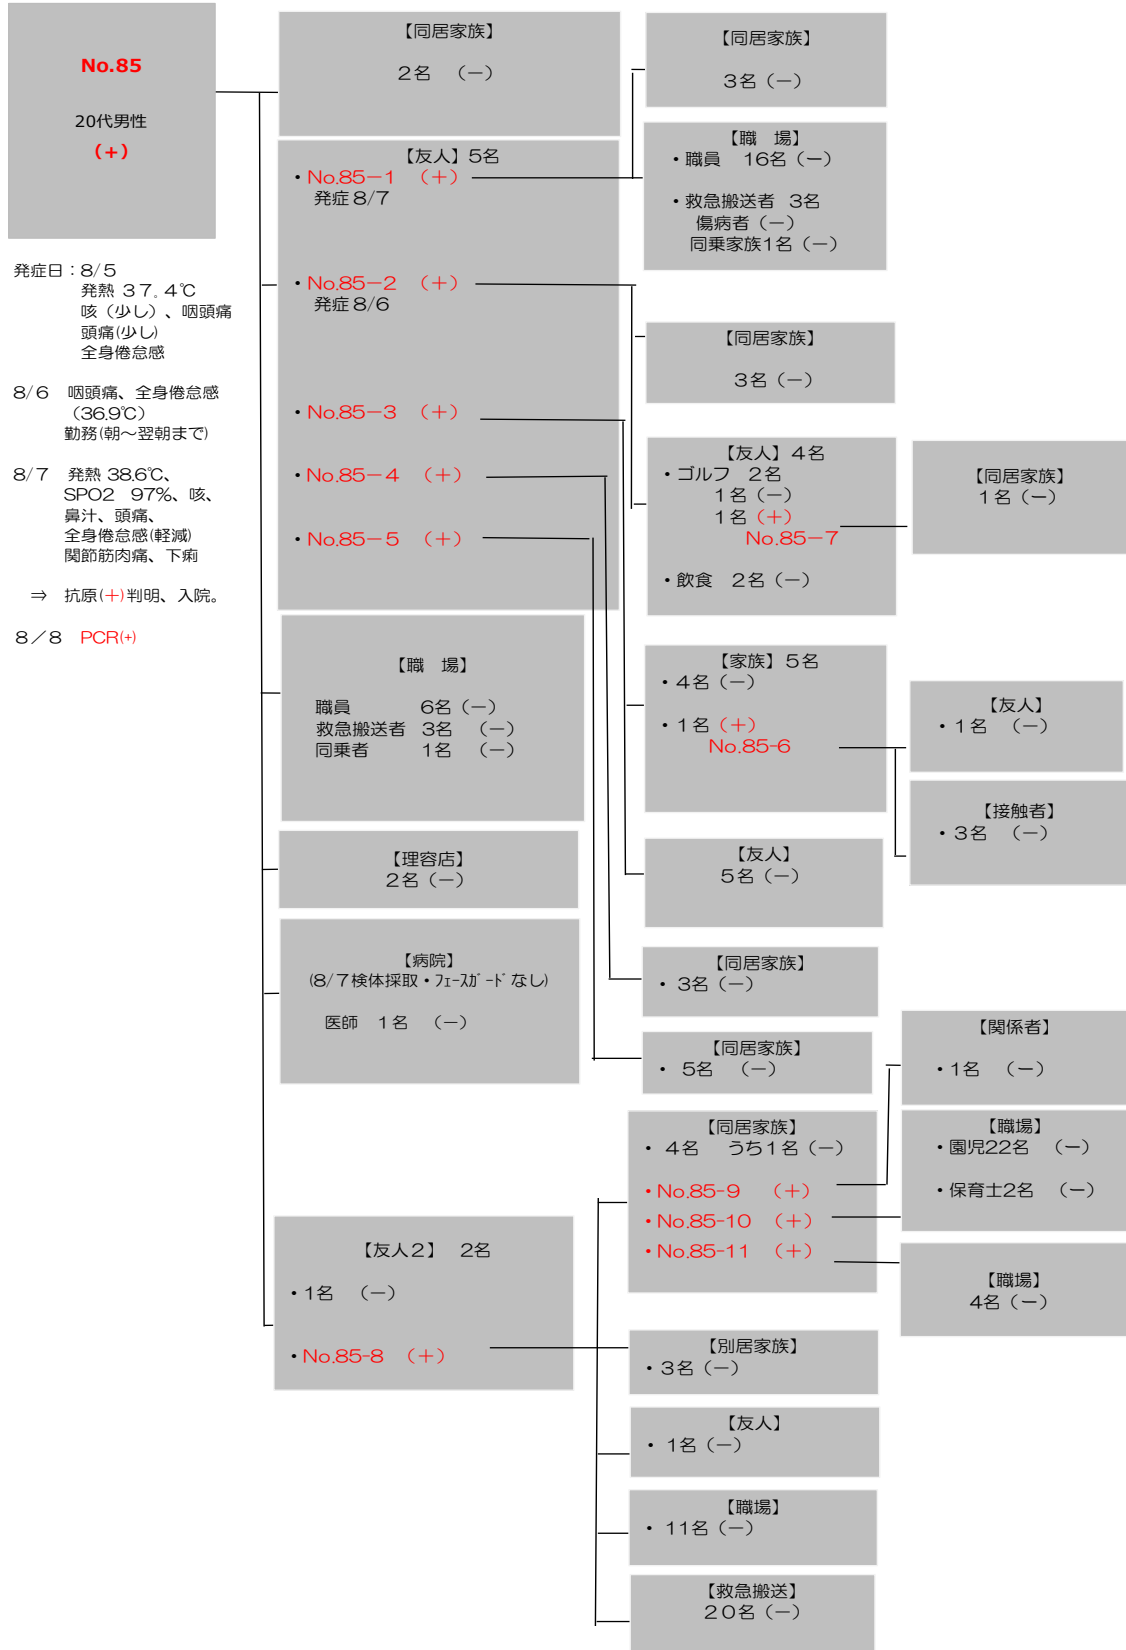 No.85
20代男性
(+)
発症日：8/5
発熱 37.4℃
咳（少し）、咽頭痛
頭痛(少し)
全身倦怠感
8/6 咽頭痛、全身倦怠感
（36.9℃）
勤務(朝～翌朝まで)
8/7 発熱 38.6℃、
SPO2 97%、咳、
鼻汁、頭痛、
全身倦怠感(軽減)
関節筋肉痛、下痢
⇒ 抗原(+)判明、入院。
8／8 PCR(+)
【同居家族】
2名 （－）
【友人】5名
・No.85－1 （＋）
発症 8/7
・No.85－2 （＋）
発症 8/6
・No.85－3 （＋）
・No.85－4 （＋）
・No.85－5 （＋）
【職 場】
職員 6名（－）
救急搬送者 3名 （－）
同乗者 1名 （－）
【理容店】
2名（－）
【病院】
(8/7検体採取・ﾌｪｰｽｶﾞｰﾄﾞなし)
医師 1名 （－）
【友人2】 2名
・1名 （－）
・No.85-8 （＋）
【同居家族】
3名（－）
【職 場】
・職員 16名（－）
・救急搬送者 3名
傷病者（－）
同乗家族1名（－）
【同居家族】
3名（－）
【友人】4名
・ゴルフ 2名
1名（－）
1名（＋）
No.85－7
・飲食 2名（－）
【同居家族】
1名（－）
【家族】5名
・4名（－）
・1名（＋）
No.85-6
【友人】
・1名 （－）
【接触者】
・3名 （－）
【友人】
5名（－）
【同居家族】
・3名（－）
【同居家族】
・ 5名 （－）
【同居家族】
・ 4名 うち1名（－）
・No.85-9 （＋）
・No.85-10 （＋）
・No.85-11 （＋）
【関係者】
・1名 （－）
【職場】
・園児22名 （－）
・保育士2名 （－）
【職場】
4名（－）
【別居家族】
・3名（－）
【友人】
・ 1名（－）
【職場】
・ 11名（－）
【救急搬送】
20名（－）